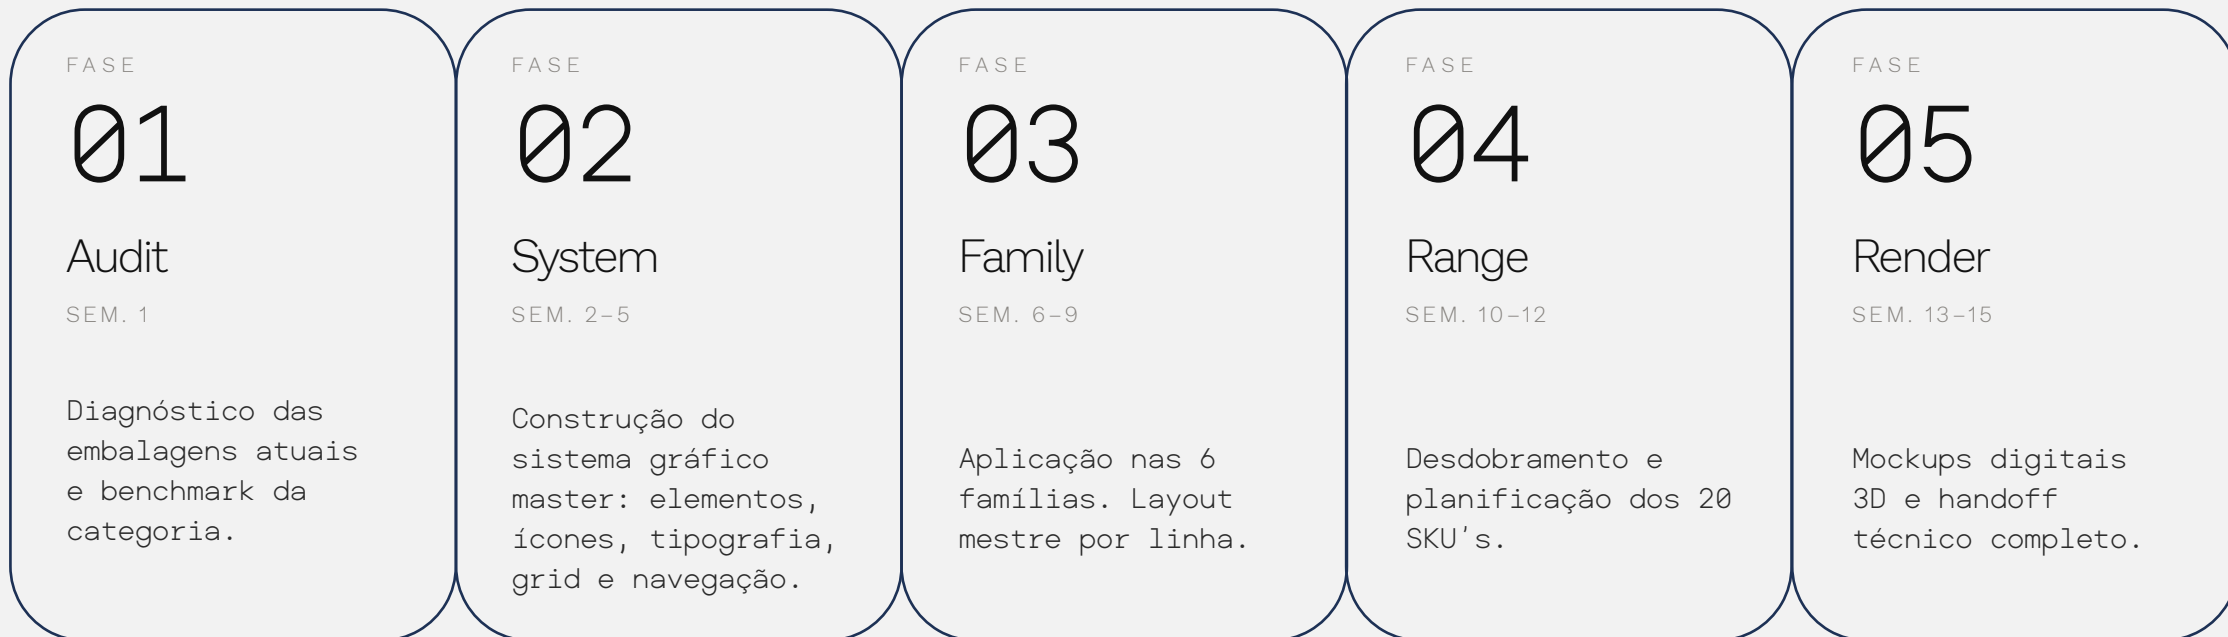 FASE
01
Audit
SEM. 1
Diagnóstico das
embalagens atuais
e benchmark da
categoria.
FASE
02
System
SEM. 2–5
Construção do
sistema gráfico
master: elementos,
ícones, tipografia,
grid e navegação.
FASE
03
Family
SEM. 6–9
Aplicação nas 6
famílias. Layout
mestre por linha.
FASE
04
Range
SEM. 10–12
Desdobramento e
planificação dos 20
SKU's.
FASE
05
Render
SEM. 13–15
Mockups digitais
3D e handoff
técnico completo.